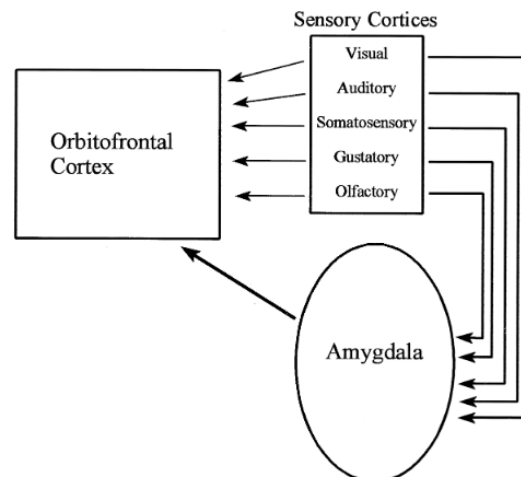 Sensory Cortices
Visual
Auditory
Somatosensory
Gustatory
Olfactory
Orbitofrontal
Cortex
Amygdala